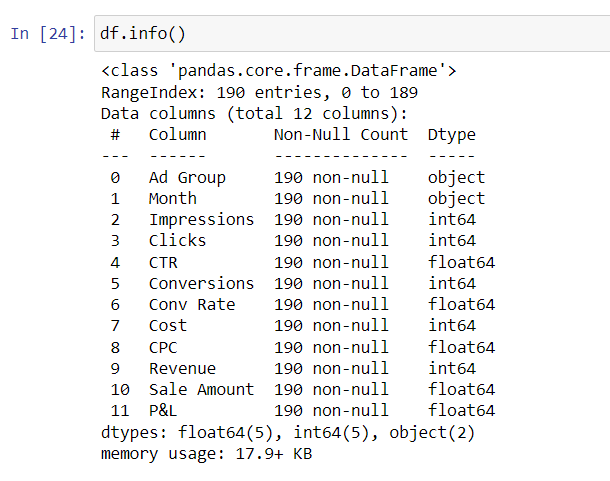 In [24]: df.info()
<class 'pandas.core.frame.DataFrame'>
RangeIndex: 190 entries, 0 to 189
Data columns (total 12 columns):
 #   Column       Non-Null Count  Dtype
---  ------       --------------  -----
 0   Ad Group     190 non-null    object
 1   Month        190 non-null    object
 2   Impressions  190 non-null    int64
 3   Clicks       190 non-null    int64
 4   CTR          190 non-null    float64
 5   Conversions  190 non-null    int64
 6   Conv Rate    190 non-null    float64
 7   Cost         190 non-null    int64
 8   CPC          190 non-null    float64
 9   Revenue      190 non-null    int64
 10  Sale Amount  190 non-null    float64
 11  P&L          190 non-null    float64
dtypes: float64(5), int64(5), object(2)
memory usage: 17.9+ KB